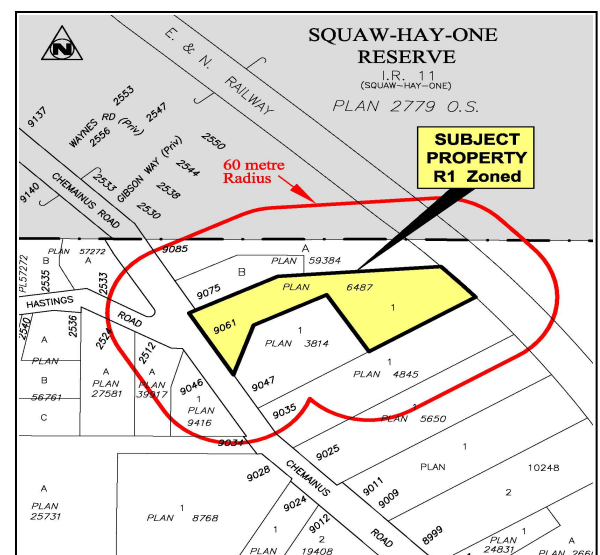 N
SQUAW-HAY-ONE
RESERVE
I.R. 11
(SQUAW-HAY-ONE)
PLAN 2779 O.S.
E. & N. RAILWAY
9137
WAYNES RD (Priv)
2553
2547
2556
2550
GIBSON WAY (Priv)
2544
2533
2538
2530
9140
CHEMAINUS ROAD
60 metre
Radius
SUBJECT
PROPERTY
R1 Zoned
9085
PLAN 57272
PL57272
B
A
2535
2533
A
PLAN 59384
B
9075
PLAN 6487
1
9061
HASTINGS
ROAD
2540
2536
2524
2512
1
PLAN 3814
A
PLAN
B
56761
C
A
PLAN
27581
A
PLAN
39917
9046
1
PLAN
9416
9047
1
PLAN 4845
9035
1
PLAN 5650
9034
9025
PLAN 1 10248
9028
CHEMAINUS
ROAD
9011
9009
2
A
PLAN
25731
1
PLAN 8768
9024
9012
1
PLAN
2
19408
8999
1
PLAN
24831
A
PLAN